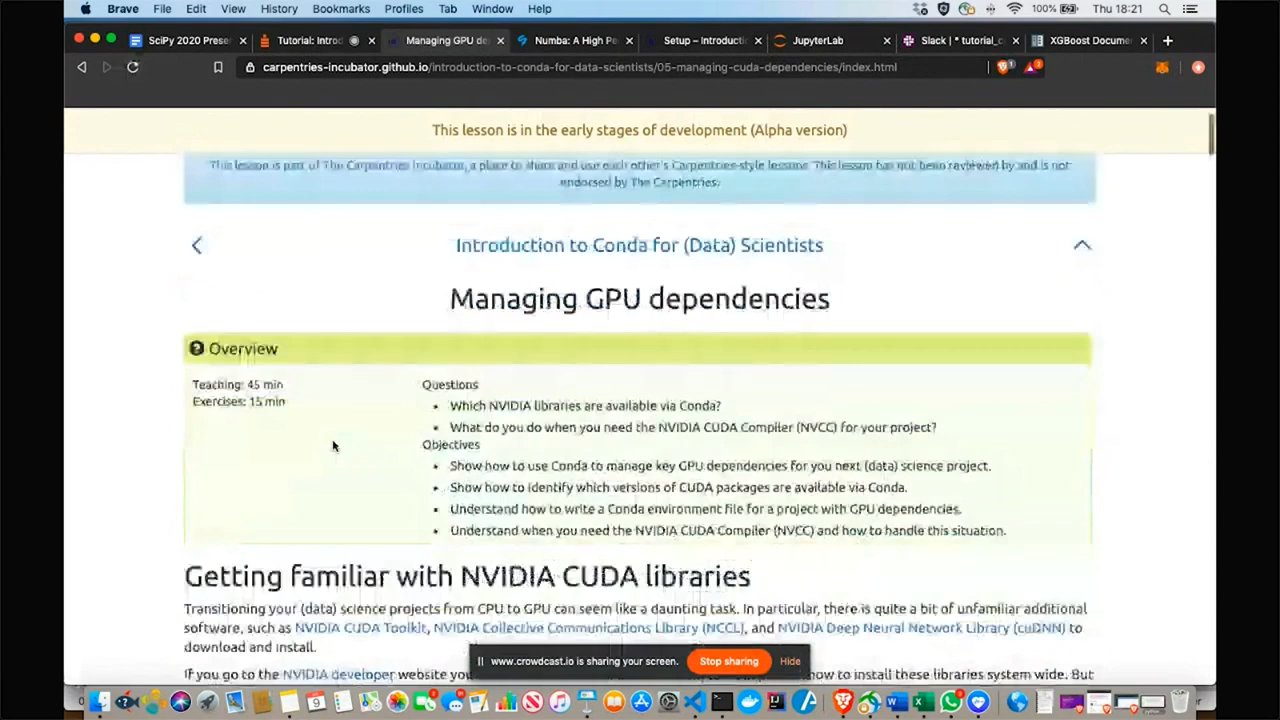 Brave File Edit View History Bookmarks Profiles Tab Window Help 100% Thu 18:21
SciPy 2020 Prese Tutorial: Introd Managing GPU de Numba: A High P Setup – Introducti JupyterLab Slack | * tutorial_c XGBoost Docume
carpentries-incubator.github.io/introduction-to-conda-for-data-scientists/05-managing-cuda-dependencies/index.html
This lesson is in the early stages of development (Alpha version)
This lesson is part of The Carpentries Incubator, a place to share and use each other's Carpentries-style lessons. This lesson has not been reviewed by and is not
endorsed by The Carpentries.
Introduction to Conda for (Data) Scientists
Managing GPU dependencies
Overview
Teaching: 45 min
Exercises: 15 min
Questions
Which NVIDIA libraries are available via Conda?
What do you do when you need the NVIDIA CUDA Compiler (NVCC) for your project?
Objectives
Show how to use Conda to manage key GPU dependencies for you next (data) science project.
Show how to identify which versions of CUDA packages are available via Conda.
Understand how to write a Conda environment file for a project with GPU dependencies.
Understand when you need the NVIDIA CUDA Compiler (NVCC) and how to handle this situation.
Getting familiar with NVIDIA CUDA libraries
Transitioning your (data) science projects from CPU to GPU can seem like a daunting task. In particular, there is quite a bit of unfamiliar additional
software, such as NVIDIA CUDA Toolkit, NVIDIA Collective Communications Library (NCCL), and NVIDIA Deep Neural Network Library (cuDNN) to
download and install.
If you go to the NVIDIA developer website you how to install these libraries system wide. But
www.crowdcast.io is sharing your screen. Stop sharing Hide